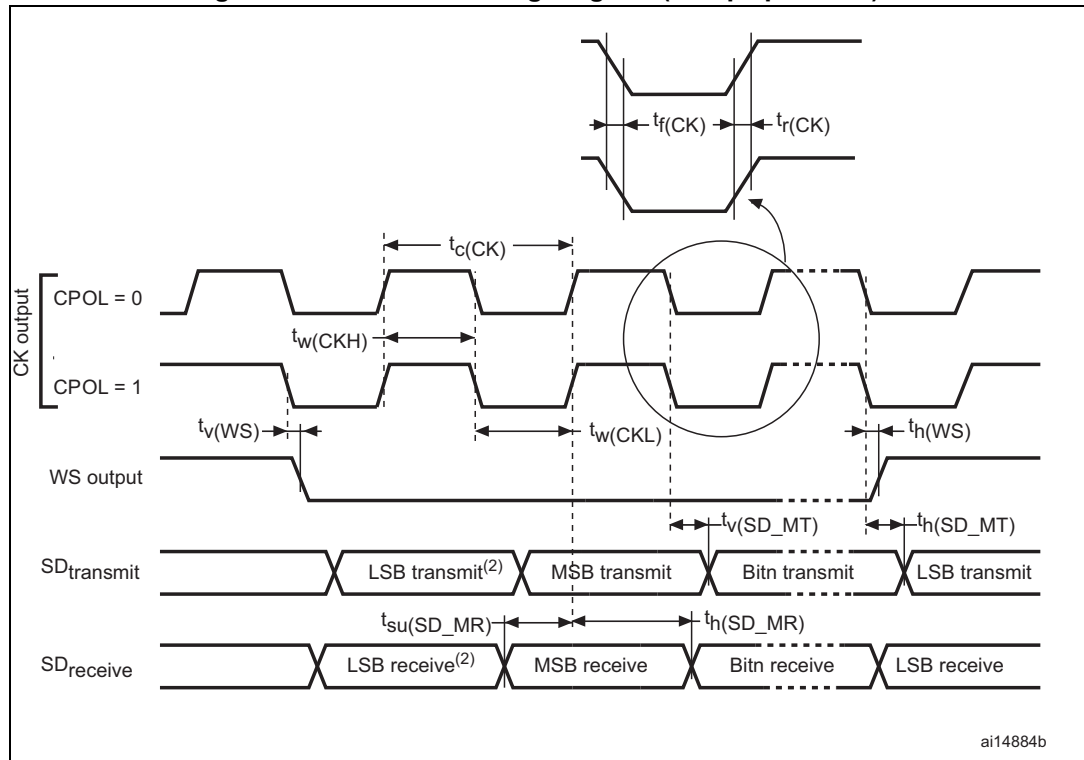 tf(CK)
tr(CK)
tc(CK)
CK output
CPOL = 0
tw(CKH)
CPOL = 1
tv(WS)
tw(CKL)
th(WS)
WS output
tv(SD_MT)
th(SD_MT)
SDtransmit
LSB transmit(2)
MSB transmit
Bitn transmit
LSB transmit
tsu(SD_MR)
th(SD_MR)
SDreceive
LSB receive(2)
MSB receive
Bitn receive
LSB receive
ai14884b